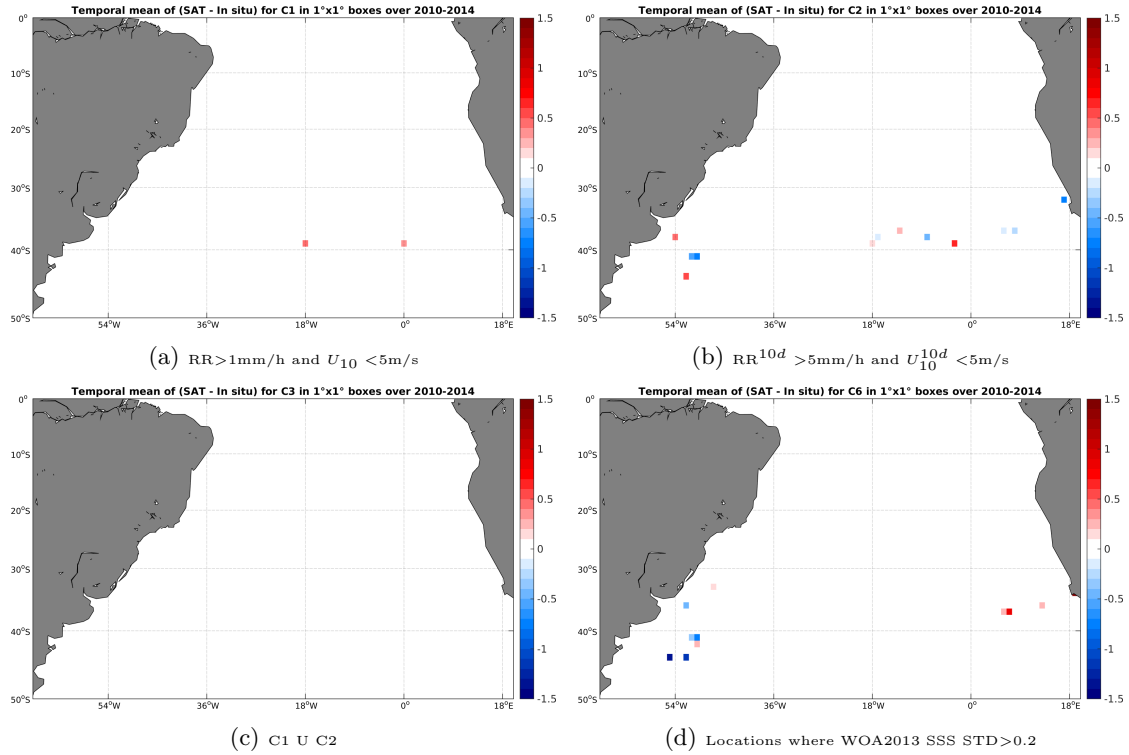 Temporal mean of (SAT - In situ) for C1 in 1°x1° boxes over 2010-2014
0°
10°S
20°S
30°S
40°S
50°S
54°W
36°W
18°W
0°
18°E
1.5
1
0.5
0
-0.5
-1
-1.5
(a) RR>1mm/h and U10 <5m/s
Temporal mean of (SAT - In situ) for C2 in 1°x1° boxes over 2010-2014
0°
10°S
20°S
30°S
40°S
50°S
54°W
36°W
18°W
0°
18°E
1.5
1
0.5
0
-0.5
-1
-1.5
(b) RR^10d >5mm/h and U10^10d <5m/s
Temporal mean of (SAT - In situ) for C3 in 1°x1° boxes over 2010-2014
0°
10°S
20°S
30°S
40°S
50°S
54°W
36°W
18°W
0°
18°E
1.5
1
0.5
0
-0.5
-1
-1.5
(c) C1 U C2
Temporal mean of (SAT - In situ) for C6 in 1°x1° boxes over 2010-2014
0°
10°S
20°S
30°S
40°S
50°S
54°W
36°W
18°W
0°
18°E
1.5
1
0.5
0
-0.5
-1
-1.5
(d) Locations where WOA2013 SSS STD>0.2